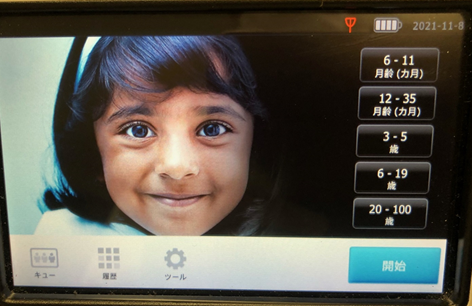 2021-11-8
6 - 11
月齢 (カ月)
12 - 35
月齢 (カ月)
3 - 5
歳
6 - 19
歳
20 - 100
歳
キュー
履歴
ツール
開始